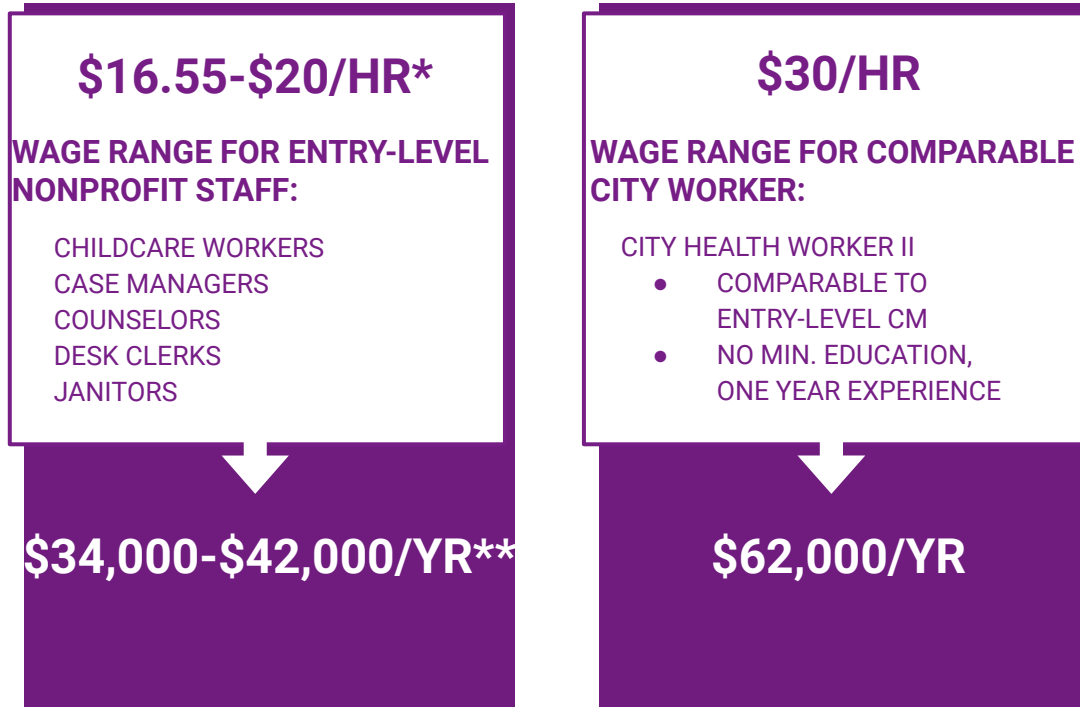 $16.55-$20/HR*
WAGE RANGE FOR ENTRY-LEVEL
NONPROFIT STAFF:
CHILDCARE WORKERS
CASE MANAGERS
COUNSELORS
DESK CLERKS
JANITORS
$34,000-$42,000/YR**
$30/HR
WAGE RANGE FOR COMPARABLE
CITY WORKER:
CITY HEALTH WORKER II
● COMPARABLE TO
ENTRY-LEVEL CM
● NO MIN. EDUCATION,
ONE YEAR EXPERIENCE
$62,000/YR